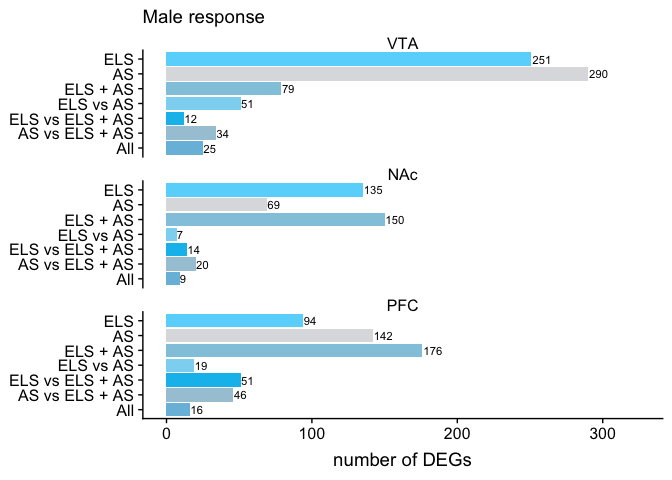 Male response
VTA
ELS 251
AS 290
ELS + AS 79
ELS vs AS 51
ELS vs ELS + AS 12
AS vs ELS + AS 34
All 25
NAc
ELS 135
AS 69
ELS + AS 150
ELS vs AS 7
ELS vs ELS + AS 14
AS vs ELS + AS 20
All 9
PFC
ELS 94
AS 142
ELS + AS 176
ELS vs AS 19
ELS vs ELS + AS 51
AS vs ELS + AS 46
All 16
0 100 200 300
number of DEGs